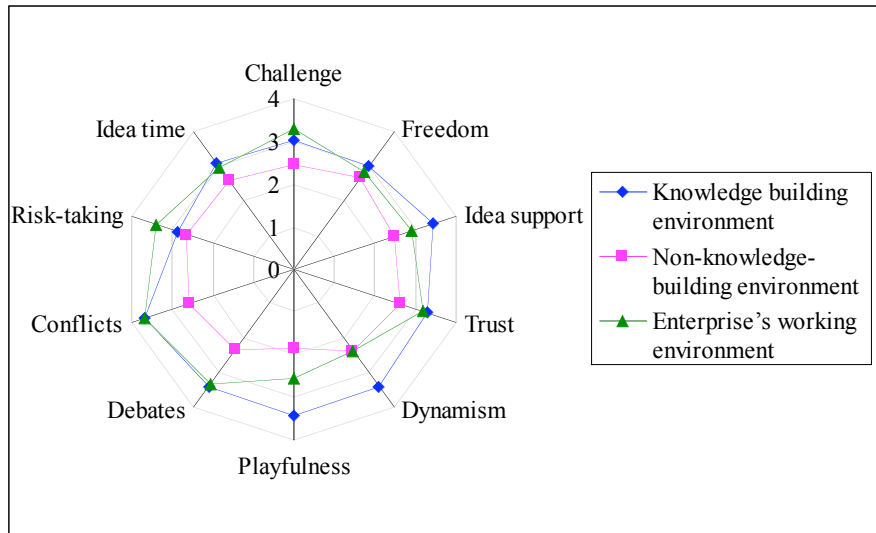 Challenge
4
Idea time
Freedom
3
2
Risk-taking
Idea support
1
0
Conflicts
Trust
Debates
Dynamism
Playfulness
Knowledge building
environment
Non-knowledge-
building environment
Enterprise's working
environment